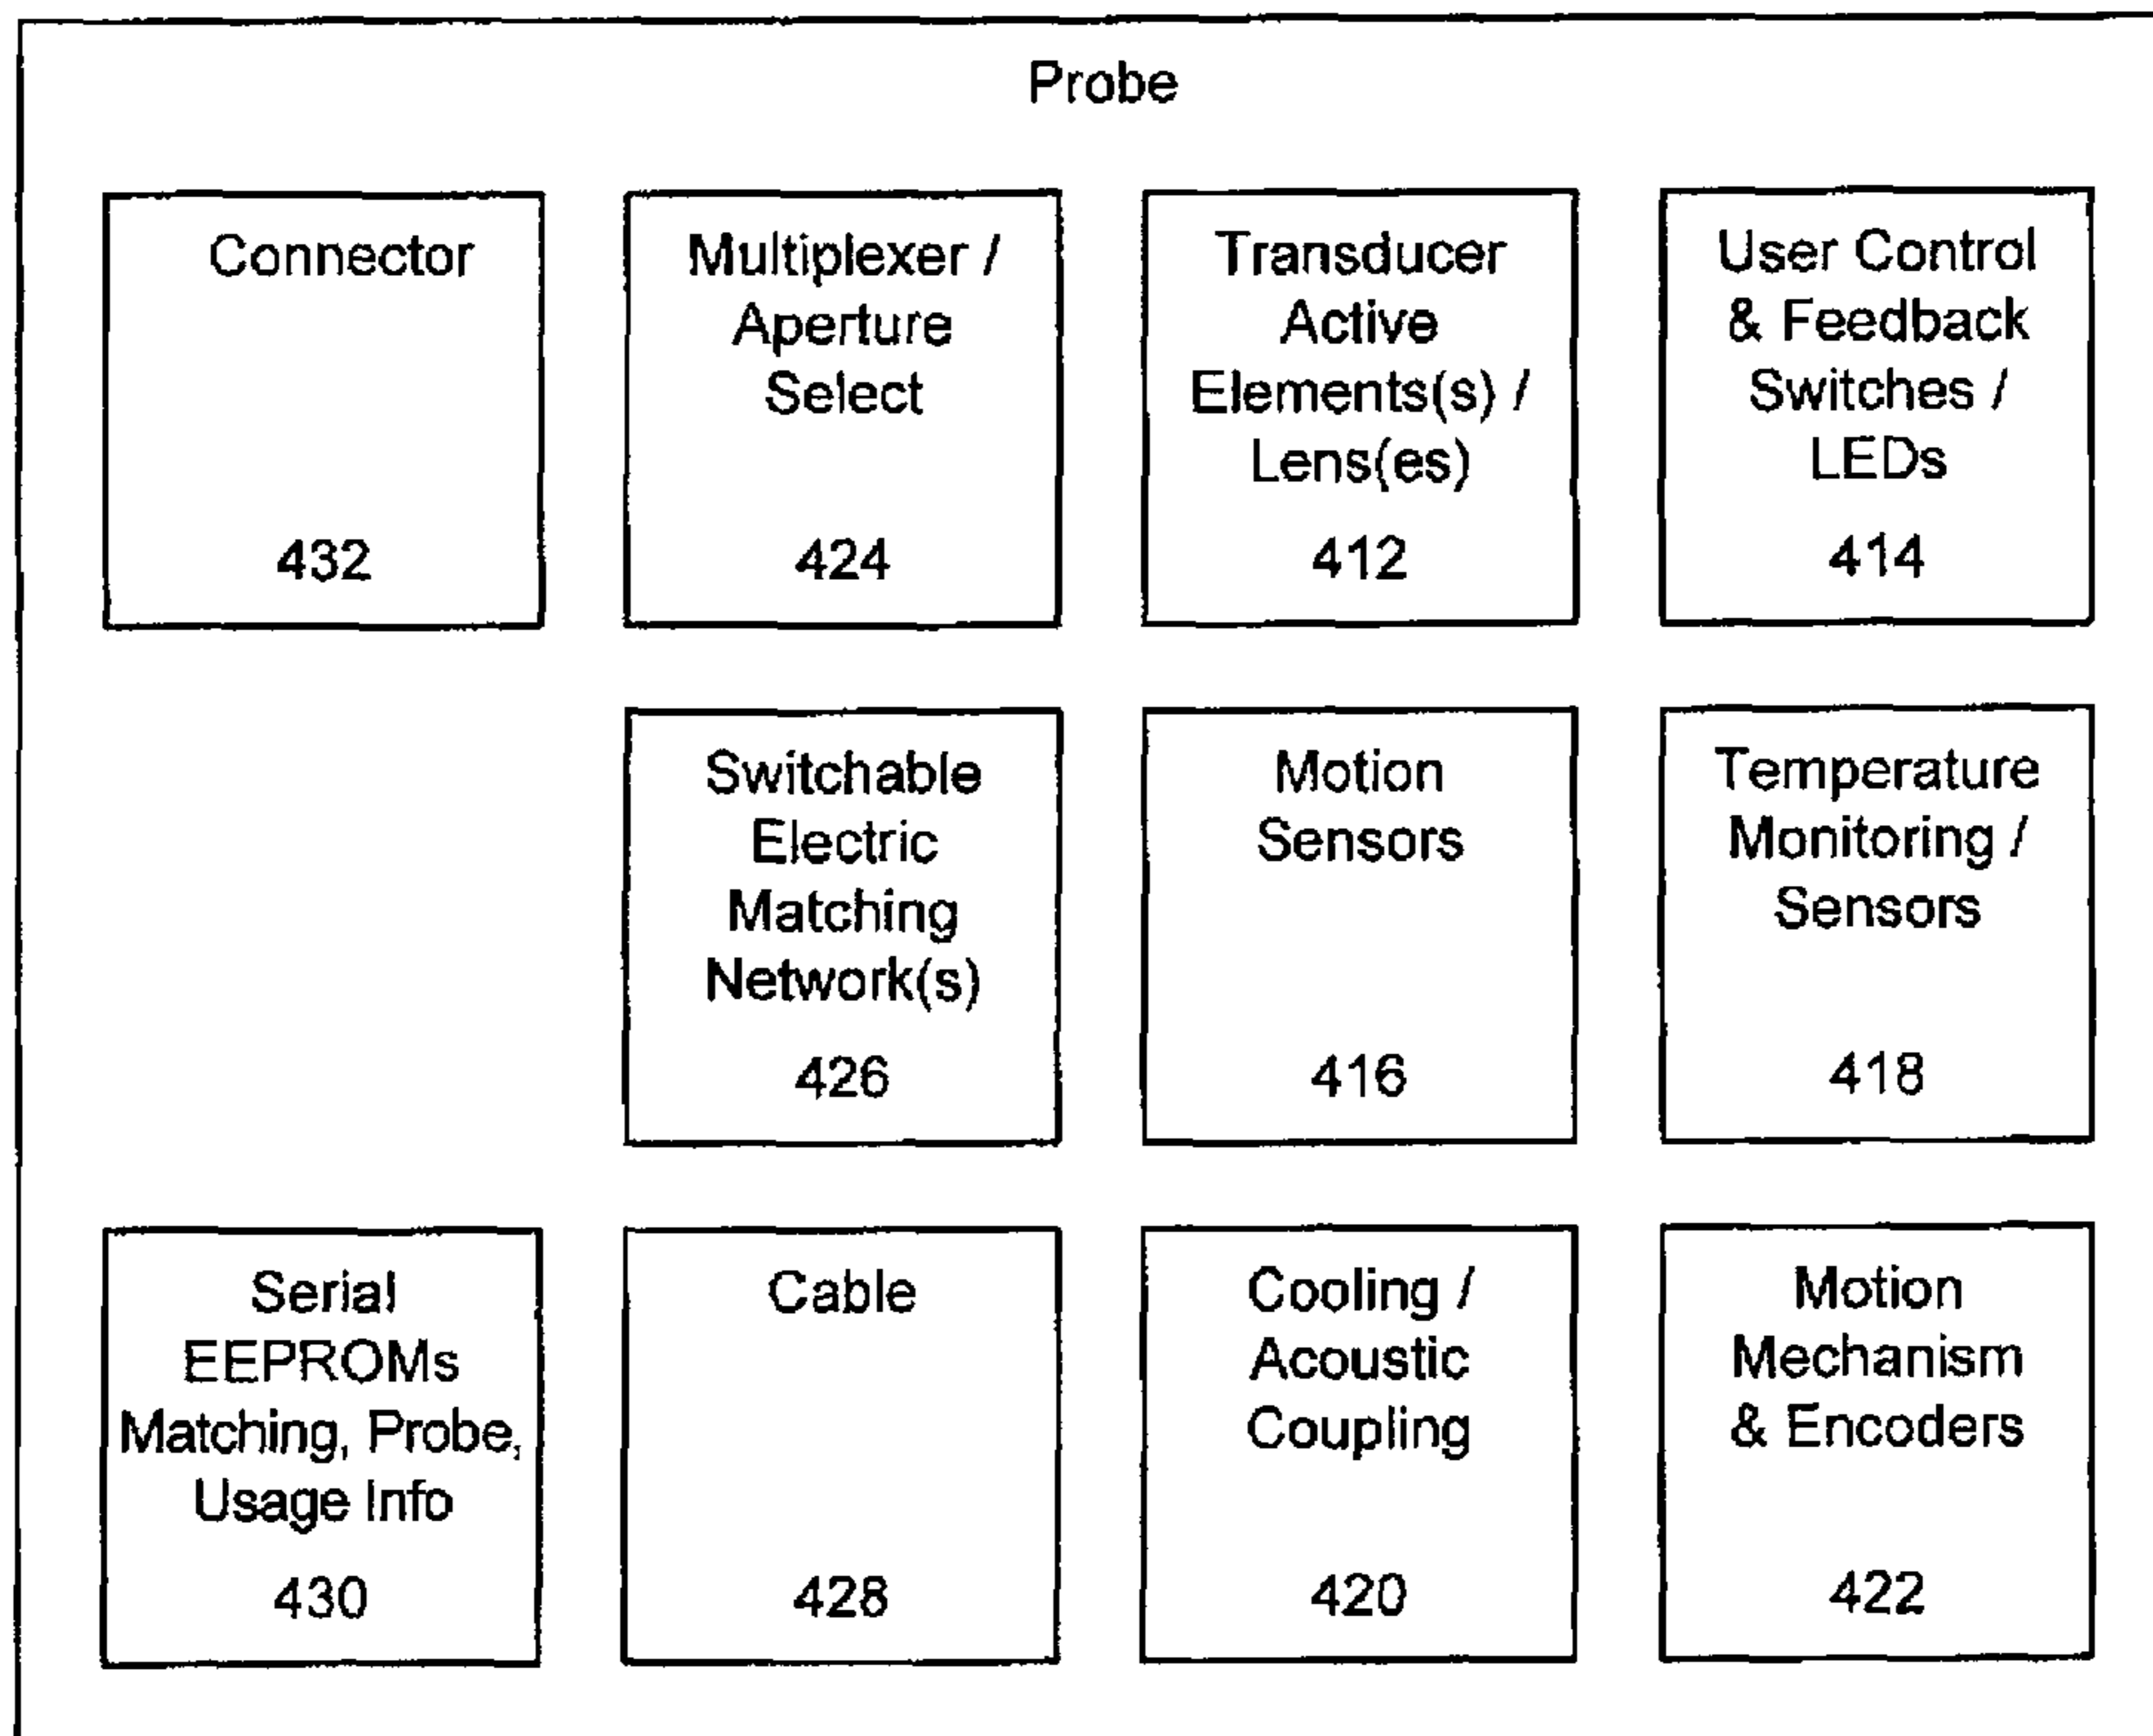 Probe
Connector
432
Multiplexer /
Aperture
Select
424
Transducer
Active
Elements(s) /
Lens(es)
412
User Control
& Feedback
Switches /
LEDs
414
Switchable
Electric
Matching
Network(s)
426
Motion
Sensors
416
Temperature
Monitoring /
Sensors
418
Serial
EEPROMs
Matching, Probe,
Usage Info
430
Cable
428
Cooling /
Acoustic
Coupling
420
Motion
Mechanism
& Encoders
422